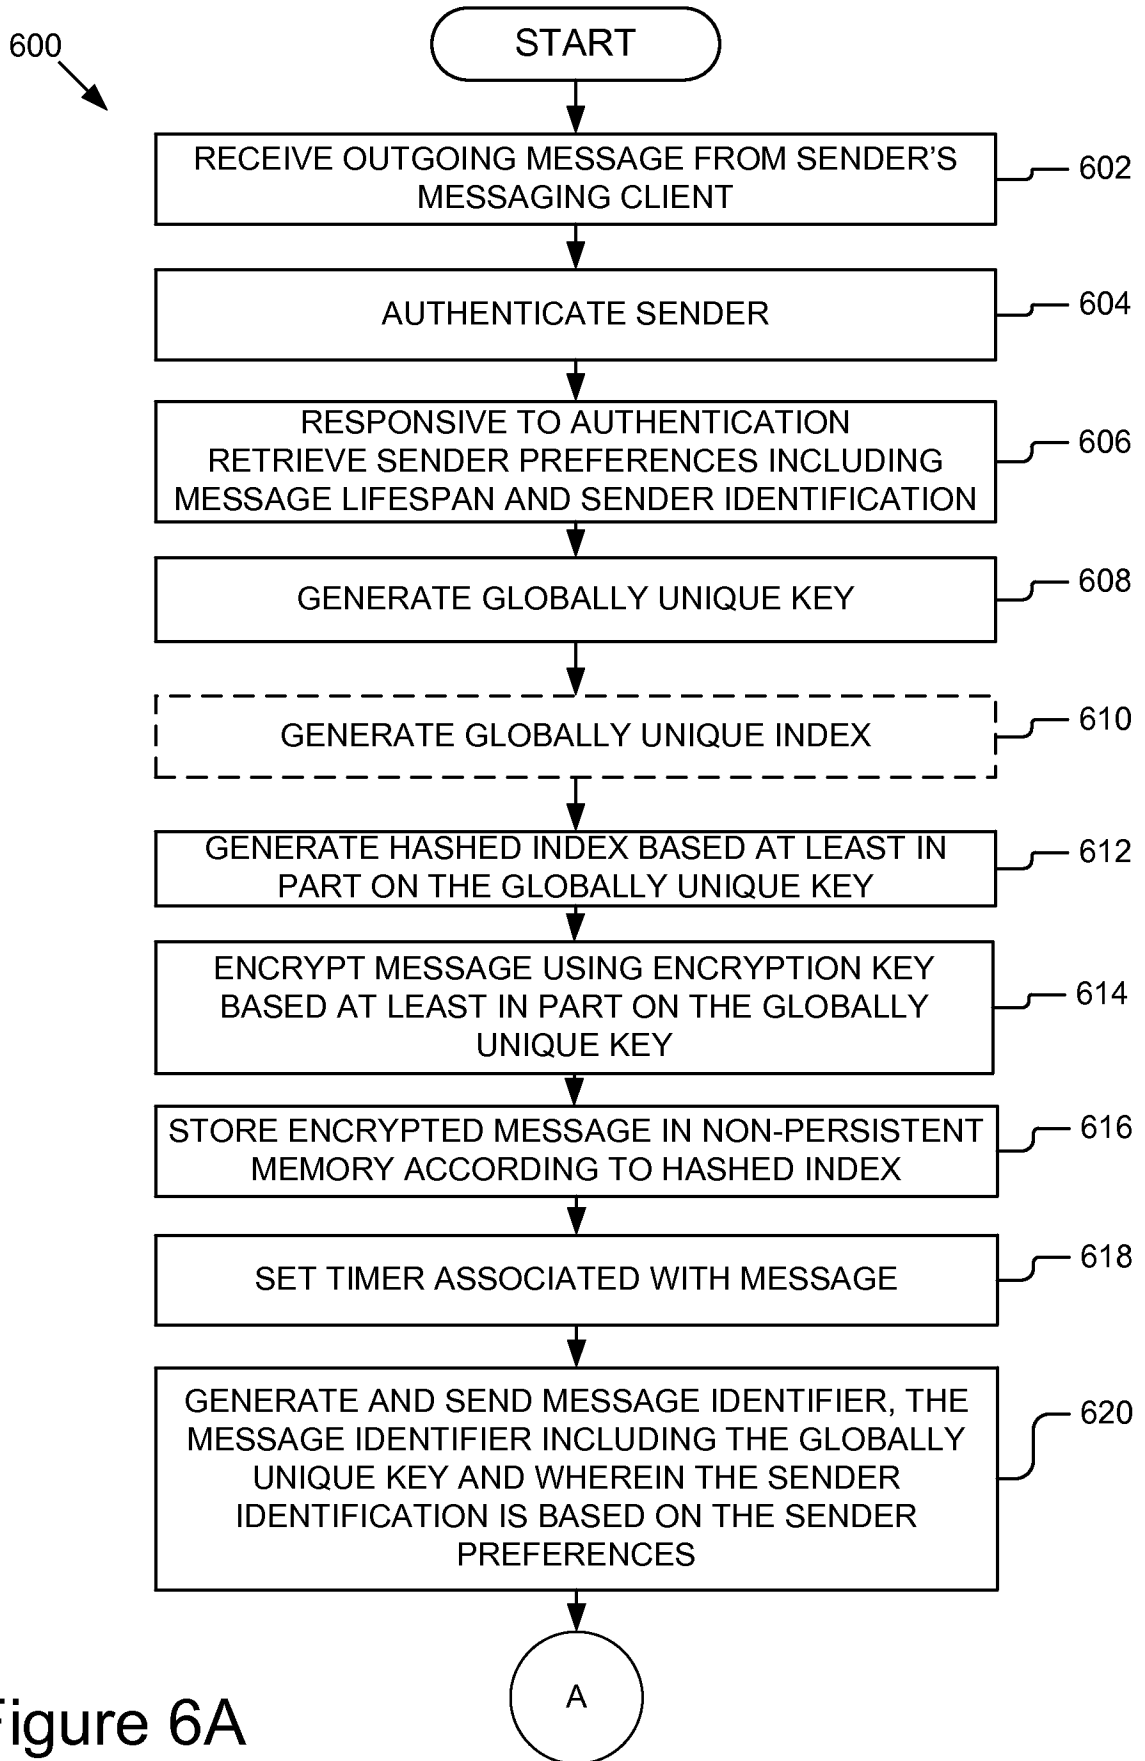 600
START
RECEIVE OUTGOING MESSAGE FROM SENDER'S
MESSAGING CLIENT
602
AUTHENTICATE SENDER
604
RESPONSIVE TO AUTHENTICATION
RETRIEVE SENDER PREFERENCES INCLUDING
MESSAGE LIFESPAN AND SENDER IDENTIFICATION
606
GENERATE GLOBALLY UNIQUE KEY
608
GENERATE GLOBALLY UNIQUE INDEX
610
GENERATE HASHED INDEX BASED AT LEAST IN
PART ON THE GLOBALLY UNIQUE KEY
612
ENCRYPT MESSAGE USING ENCRYPTION KEY
BASED AT LEAST IN PART ON THE GLOBALLY
UNIQUE KEY
614
STORE ENCRYPTED MESSAGE IN NON-PERSISTENT
MEMORY ACCORDING TO HASHED INDEX
616
SET TIMER ASSOCIATED WITH MESSAGE
618
GENERATE AND SEND MESSAGE IDENTIFIER, THE
MESSAGE IDENTIFIER INCLUDING THE GLOBALLY
UNIQUE KEY AND WHEREIN THE SENDER
IDENTIFICATION IS BASED ON THE SENDER
PREFERENCES
620
A
Figure 6A